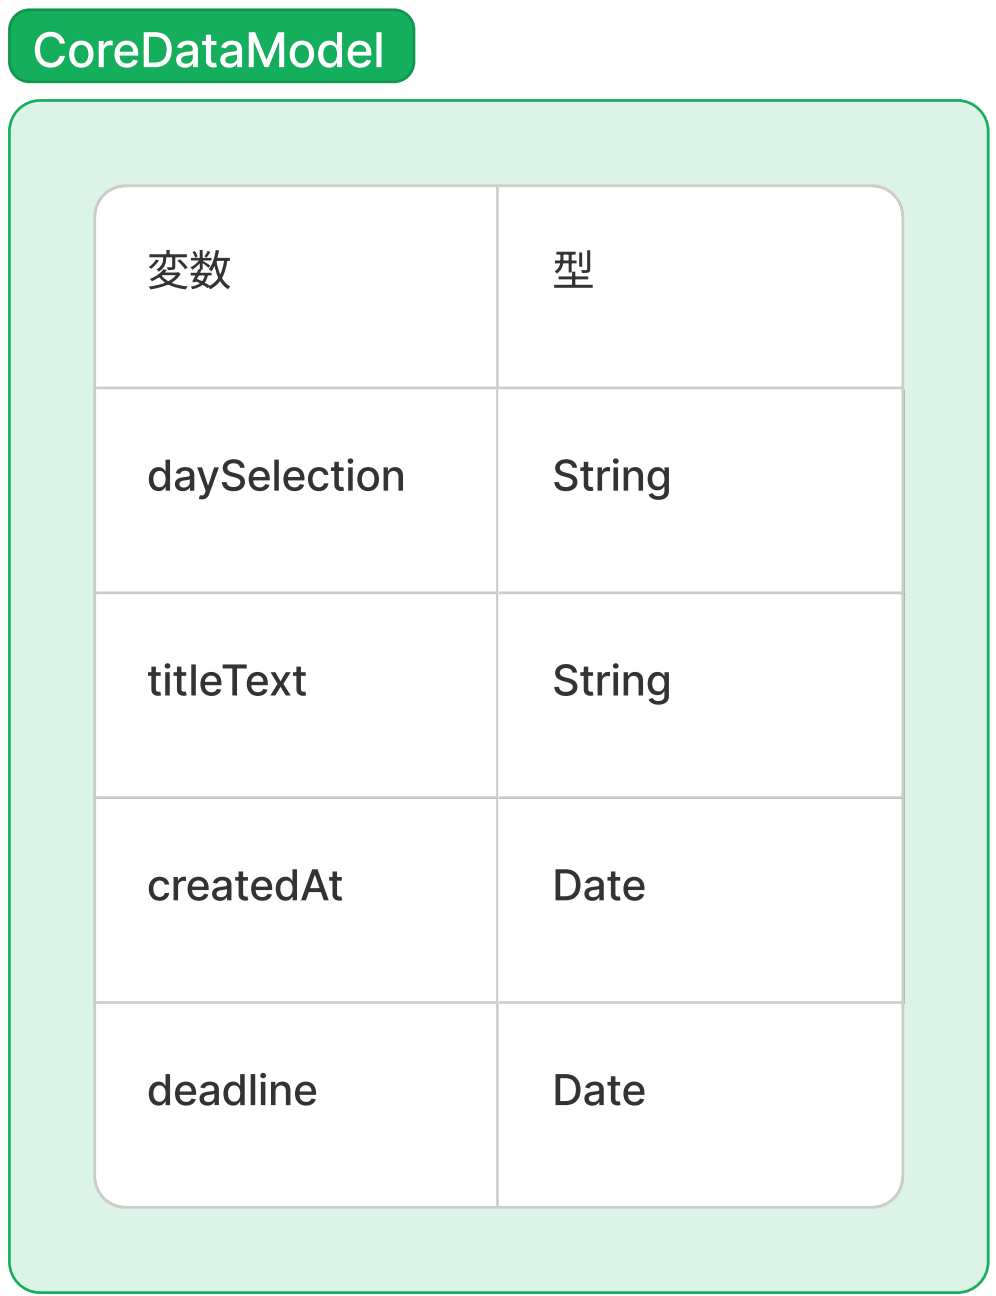 CoreDataModel
変数 型
daySelection String
titleText String
createdAt Date
deadline Date